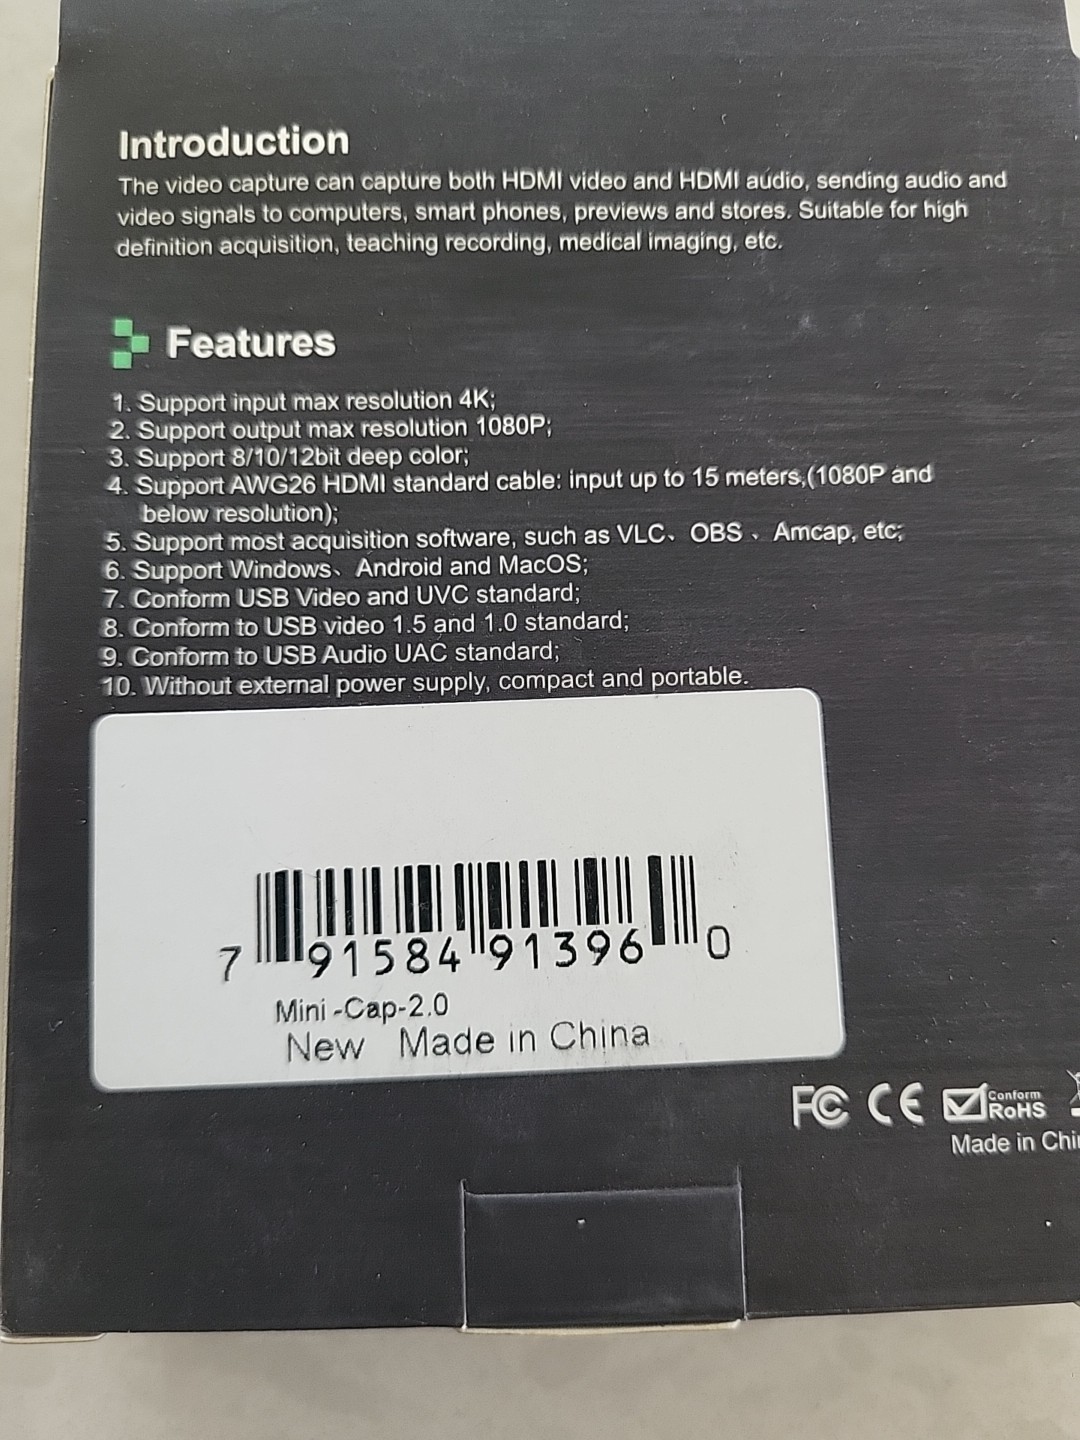 Introduction
The video capture can capture both HDMI video and HDMI audio, sending audio and
video signals to computers, smart phones, previews and stores. Suitable for high
definition acquisition, teaching recording, medical imaging, etc.
Features
1. Support input max resolution 4K;
2. Support output max resolution 1080P;
3. Support 8/10/12bit deep color;
4. Support AWG26 HDMI standard cable: input up to 15 meters,(1080P and
below resolution);
5. Support most acquisition software, such as VLC、OBS 、Amcap, etc;
6. Support Windows、Android and MacOS;
7. Conform USB Video and UVC standard;
8. Conform to USB video 1.5 and 1.0 standard;
9. Conform to USB Audio UAC standard;
10. Without external power supply, compact and portable.
7 91584 91396 0
Mini-Cap-2.0
New Made in China
FC CE Conform
RoHS
Made in Chi